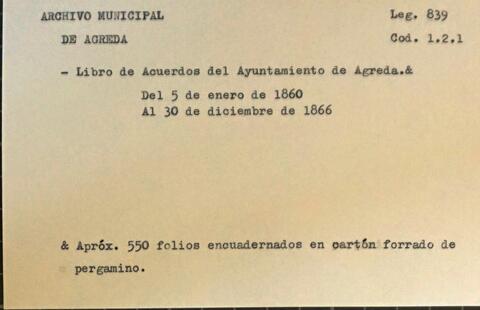 ARCHIVO MUNICIPAL
DE AGREDA
Leg. 839
Cod. 1.2.1
- Libro de Acuerdos del Ayuntamiento de Agreda.&
Del 5 de enero de 1860
Al 30 de diciembre de 1866
& Apróx. 550 folios encuadernados en cartón forrado de
pergamino.